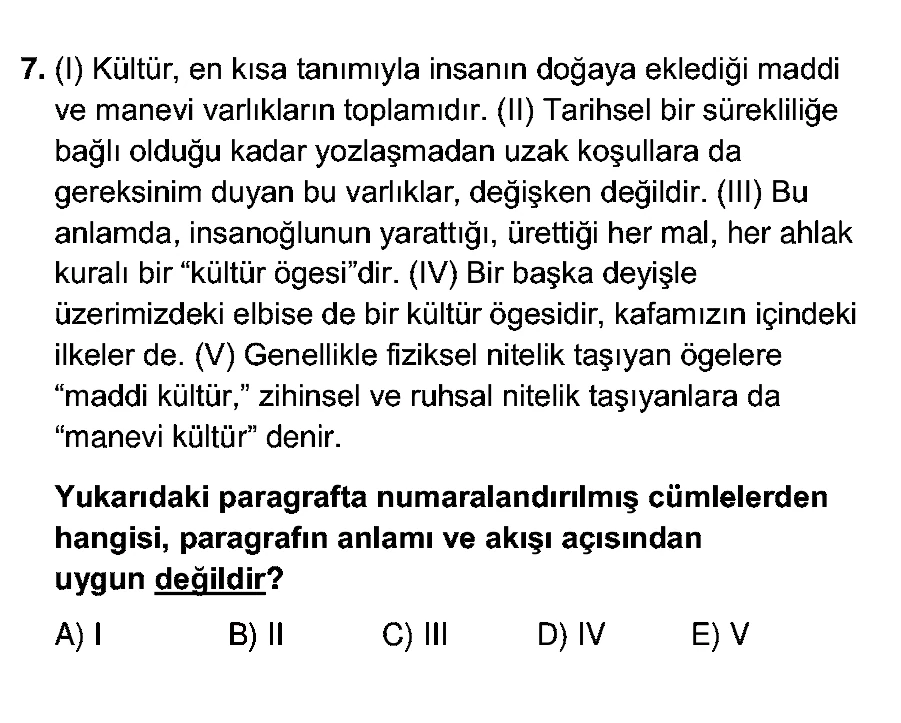 7. (I) Kültür, en kısa tanımıyla insanın doğaya eklediği maddi
ve manevi varlıkların toplamıdır. (II) Tarihsel bir sürekliliğe
bağlı olduğu kadar yozlaşmadan uzak koşullara da
gereksinim duyan bu varlıklar, değişken değildir. (III) Bu
anlamda, insanoğlunun yarattığı, ürettiği her mal, her ahlak
kuralı bir “kültür ögesi”dir. (IV) Bir başka deyişle
üzerimizdeki elbise de bir kültür ögesidir, kafamızın içindeki
ilkeler de. (V) Genellikle fiziksel nitelik taşıyan ögelere
“maddi kültür,” zihinsel ve ruhsal nitelik taşıyanlara da
“manevi kültür” denir.
Yukarıdaki paragrafta numaralandırılmış cümlelerden
hangisi, paragrafın anlamı ve akışı açısından
uygun değildir?
A) I B) II C) III D) IV E) V